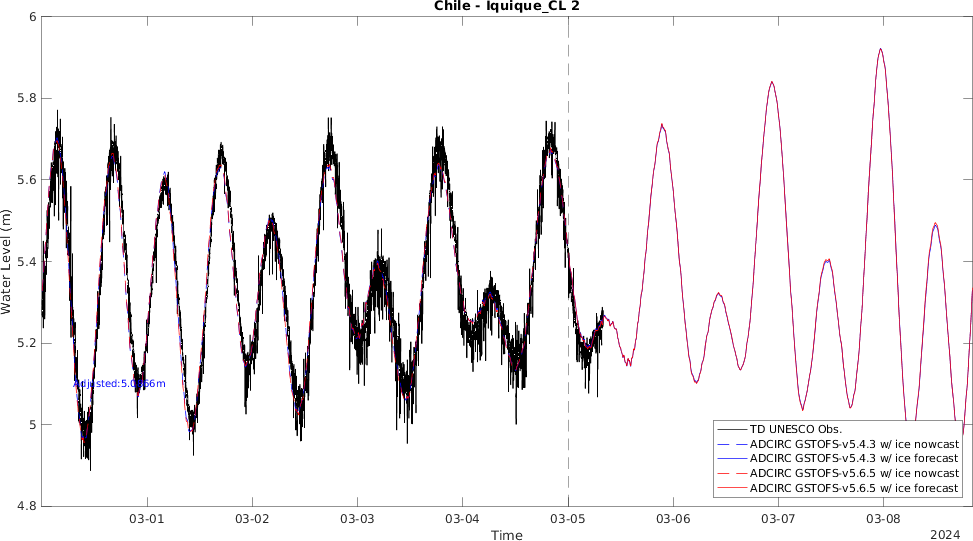 Chile - Iquique_CL 2
6
5.8
5.6
5.4
5.2
5
4.8
Water Level (m)
03-01
03-02
03-03
03-04
03-05
03-06
03-07
03-08
Time
2024
TD UNESCO Obs.
ADCIRC GSTOFS-v5.4.3 w/ ice nowcast
ADCIRC GSTOFS-v5.4.3 w/ ice forecast
ADCIRC GSTOFS-v5.6.5 w/ ice nowcast
ADCIRC GSTOFS-v5.6.5 w/ ice forecast